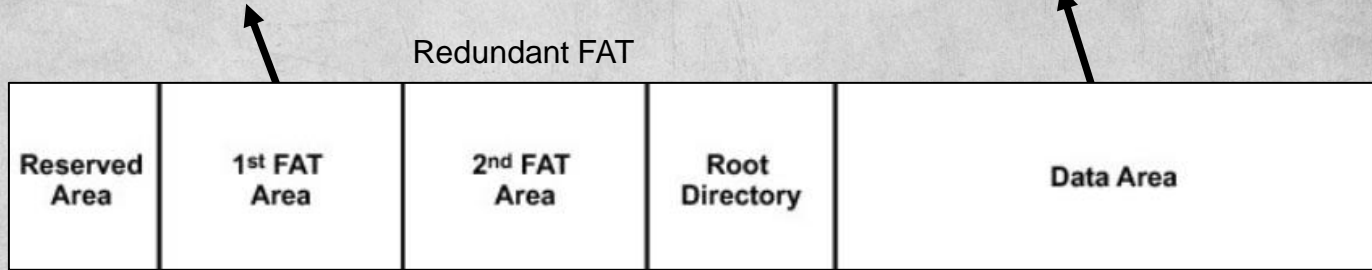 Redundant FAT
Reserved
Area
1st FAT
Area
2nd FAT
Area
Root
Directory
Data Area